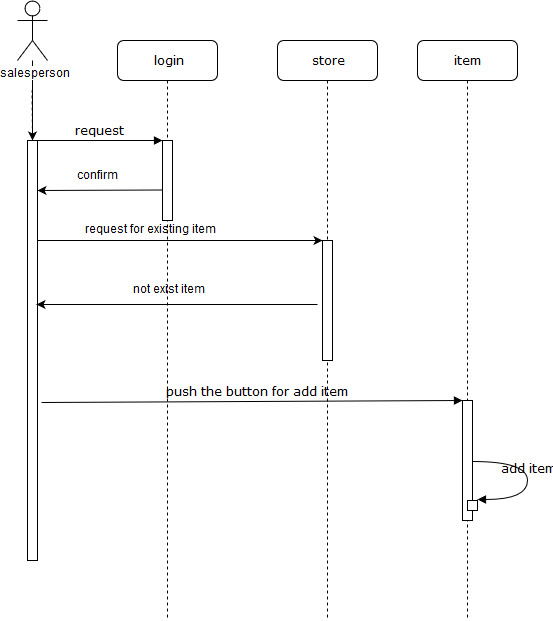 login
store
item
salesperson
request
confirm
request for existing item
not exist item
push the button for add item
add item